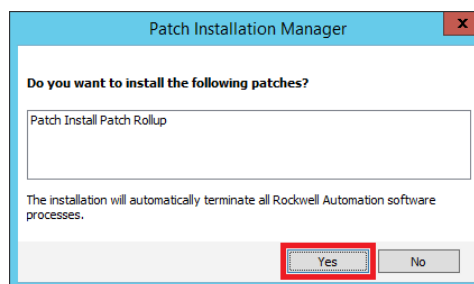 Patch Installation Manager
x
Do you want to install the following patches?
Patch Install Patch Rollup
The installation will automatically terminate all Rockwell Automation software
processes.
Yes No